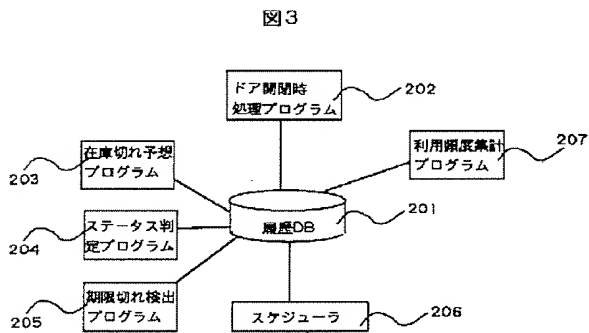 図3
ドア開閉時
処理プログラム
202
利用頻度集計
プログラム
207
在庫切れ予想
プログラム
203
201
履歴DB
ステータス判
定プログラム
204
期限切れ検出
プログラム
205
スケジューラ
206